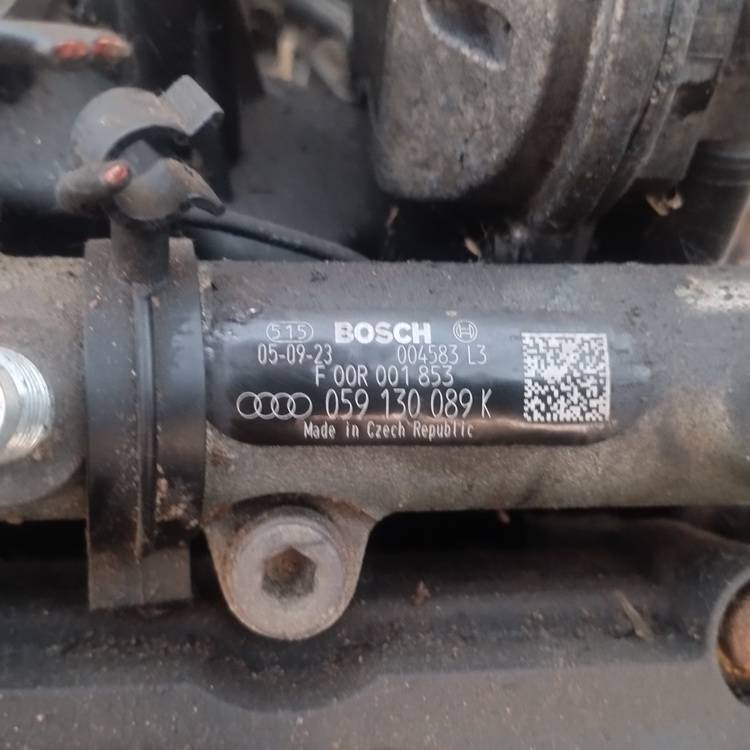 515 BOSCH
05-09-23 004583 L3
F 00R 001 853
059 130 089 K
Made in Czech Republic